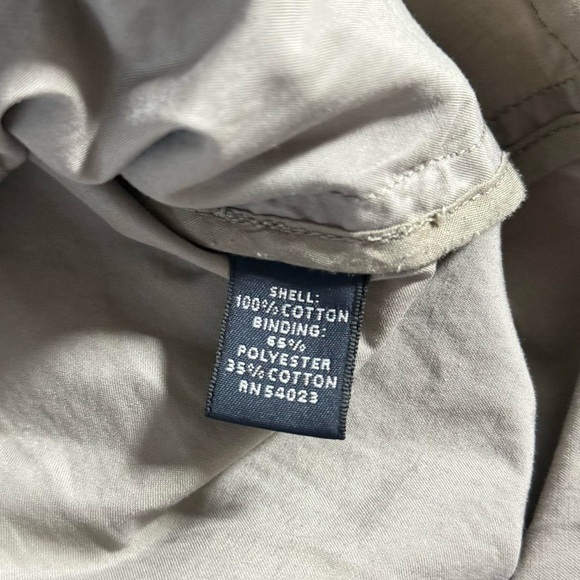 SHELL:
100% COTTON
BINDING:
65%
POLYESTER
35% COTTON
RN 54023